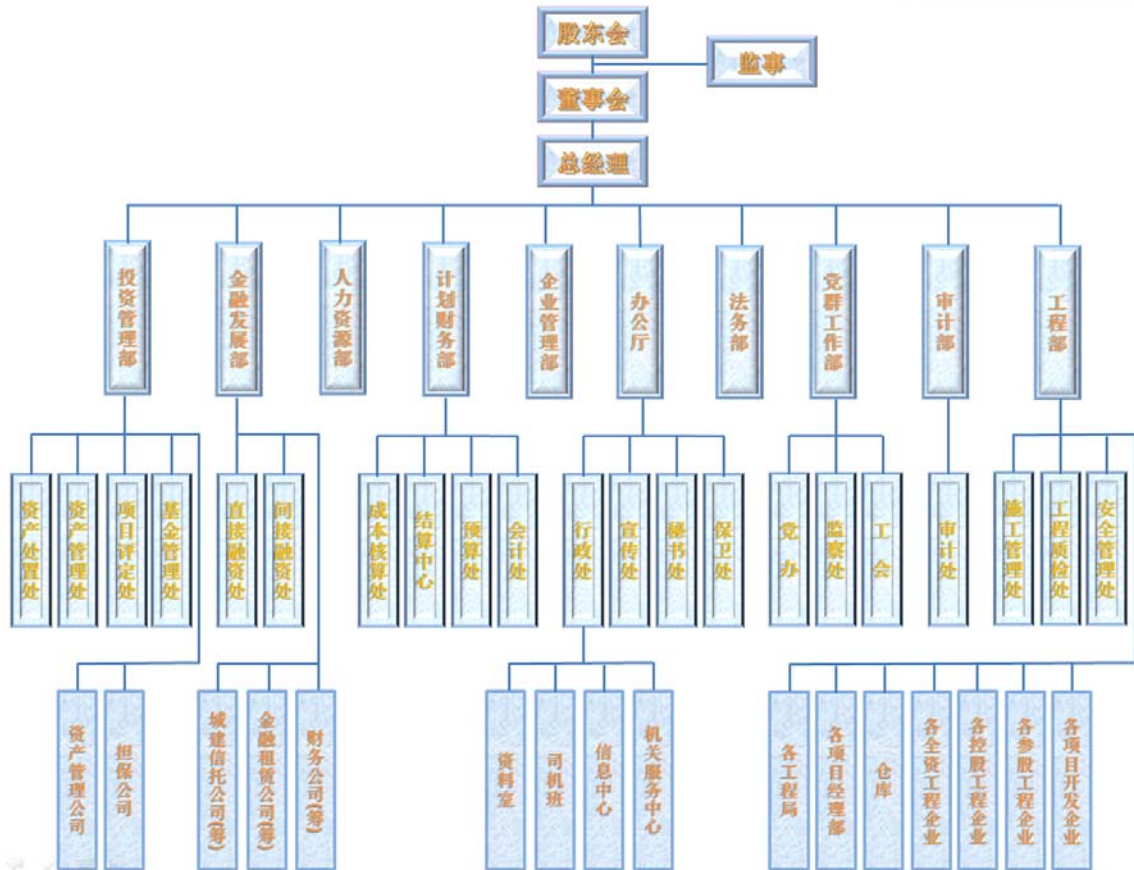 股东会
监事
董事会
总经理
投资管理部
金融发展部
人力资源部
计划财务部
企业管理部
办公厅
法务部
党群工作部
审计部
工程部
资产处置处
资产管理处
项目评定处
基金管理处
直接融资处
间接融资处
成本核算处
结算中心
预算处
会计处
行政处
宣传处
秘书处
保卫处
党办
监察处
工会
审计处
施工管理处
工程质检处
安全管理处
资产管理公司
担保公司
城建信托公司(筹)
金融租赁公司(筹)
财务公司(筹)
资料室
司机班
信息中心
机关服务中心
各工程局
各项目经理部
仓库
各全资工程企业
各控股工程企业
各参股工程企业
各项目开发企业